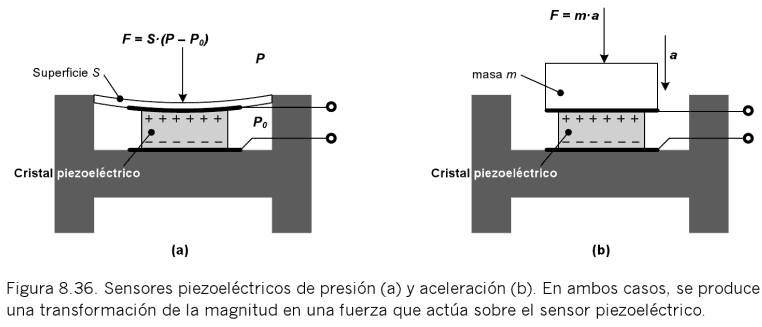 F = S·(P – P0)
P
Superficie S
+ + + + + +
P0
– – – – – –
Cristal piezoeléctrico
(a)
F = m·a
a
masa m
+ + + + + +
– – – – – –
Cristal piezoeléctrico
(b)
Figura 8.36. Sensores piezoeléctricos de presión (a) y aceleración (b). En ambos casos, se produce
una transformación de la magnitud en una fuerza que actúa sobre el sensor piezoeléctrico.